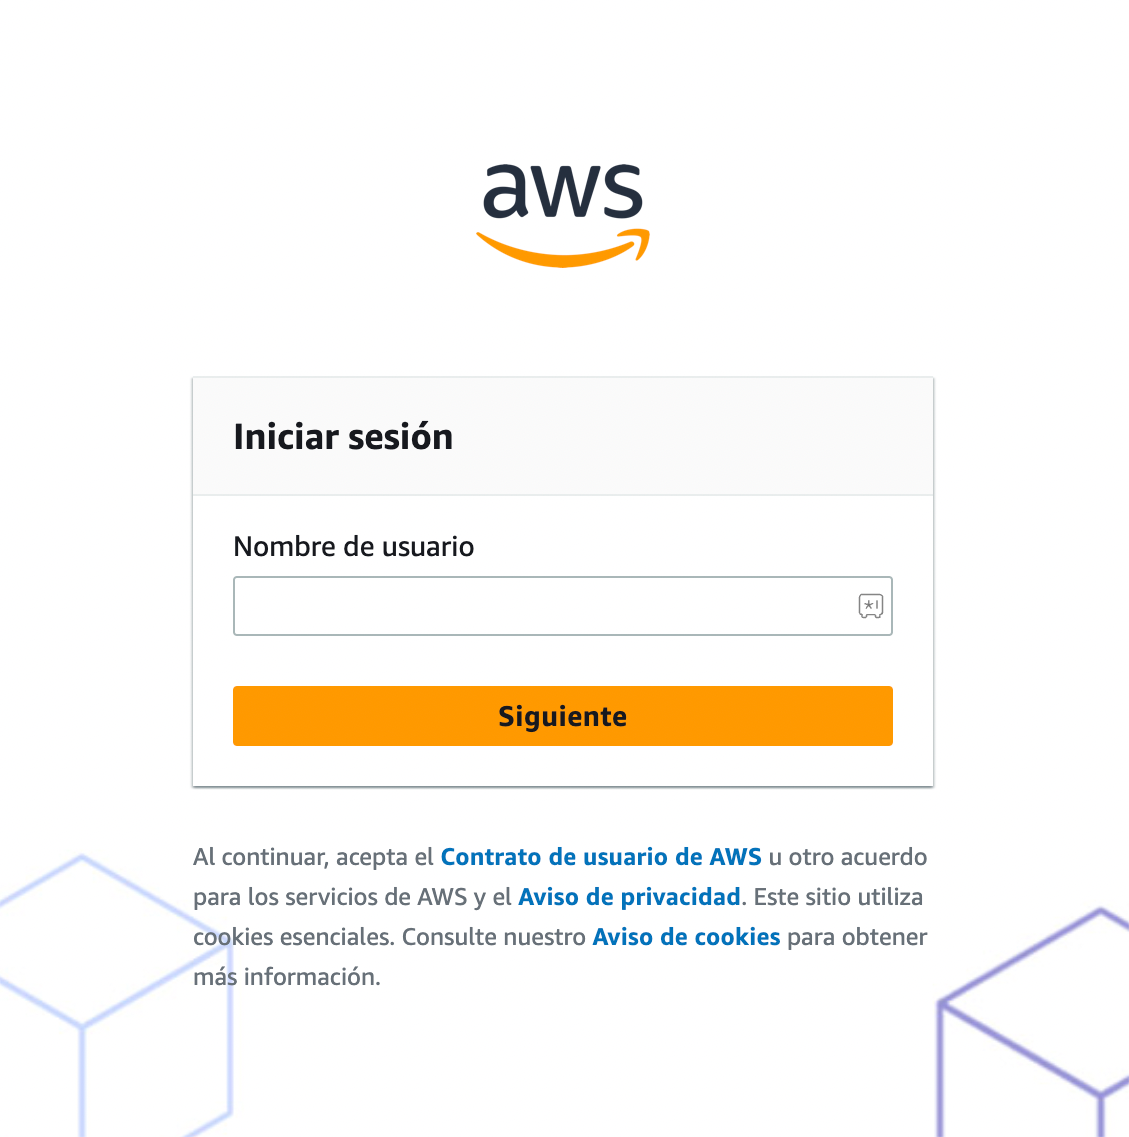 aws
Iniciar sesión
Nombre de usuario
Siguiente
Al continuar, acepta el Contrato de usuario de AWS u otro acuerdo
para los servicios de AWS y el Aviso de privacidad. Este sitio utiliza
cookies esenciales. Consulte nuestro Aviso de cookies para obtener
más información.